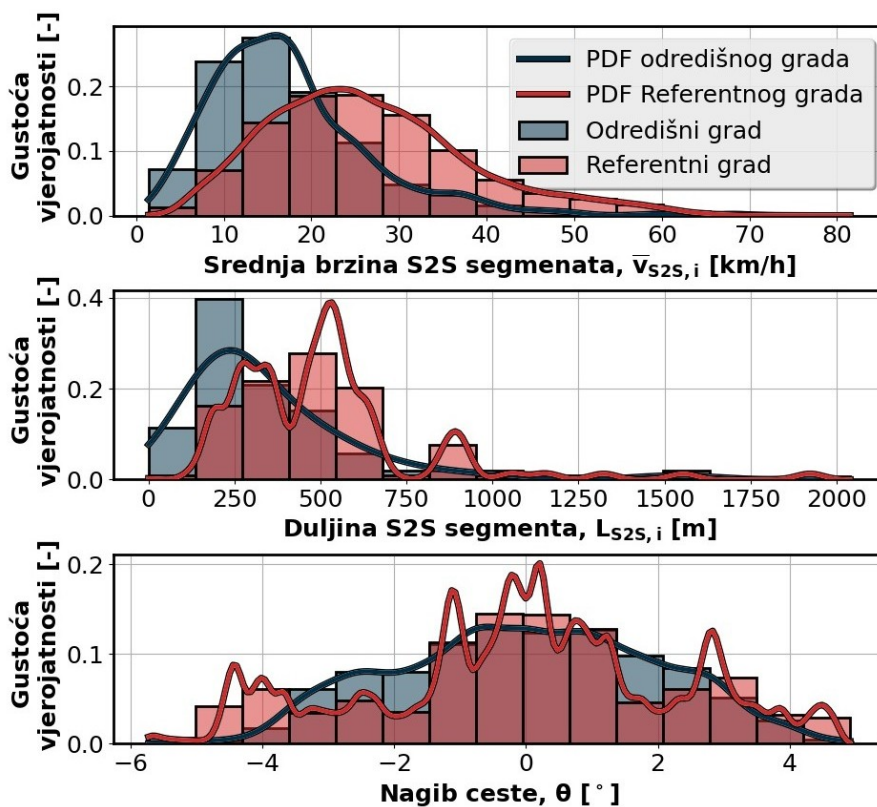 Gustoća
vjerojatnosti [-]
0.2
0.1
0.0
PDF odredišnog grada
PDF Referentnog grada
Odredišni grad
Referentni grad
0 10 20 30 40 50 60 70 80
Srednja brzina S2S segmenata, v̅S2S, i [km/h]
Gustoća
vjerojatnosti [-]
0.4
0.2
0.0
0 250 500 750 1000 1250 1500 1750 2000
Duljina S2S segmenta, LS2S, i [m]
Gustoća
vjerojatnosti [-]
0.2
0.1
0.0
−6 −4 −2 0 2 4
Nagib ceste, θ [°]